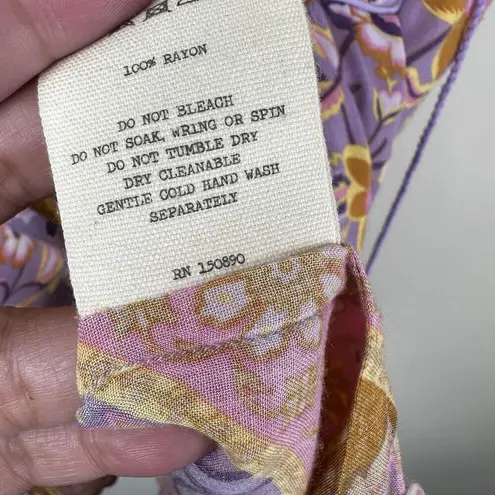 100% RAYON
DO NOT BLEACH
DO NOT SOAK, WRING OR SPIN
DO NOT TUMBLE DRY
DRY CLEANABLE
GENTLE COLD HAND WASH
SEPARATELY
RN 150890